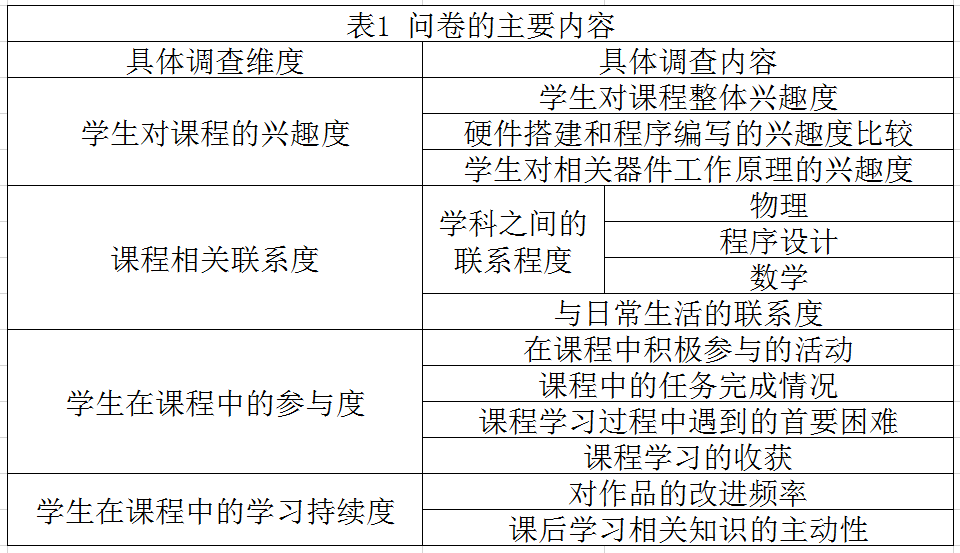 表1 问卷的主要内容
具体调查维度
具体调查内容
学生对课程的兴趣度
学生对课程整体兴趣度
硬件搭建和程序编写的兴趣度比较
学生对相关器件工作原理的兴趣度
课程相关联系度
学科之间的
联系程度
物理
程序设计
数学
与日常生活的联系度
学生在课程中的参与度
在课程中积极参与的活动
课程中的任务完成情况
课程学习过程中遇到的首要困难
课程学习的收获
学生在课程中的学习持续度
对作品的改进频率
课后学习相关知识的主动性